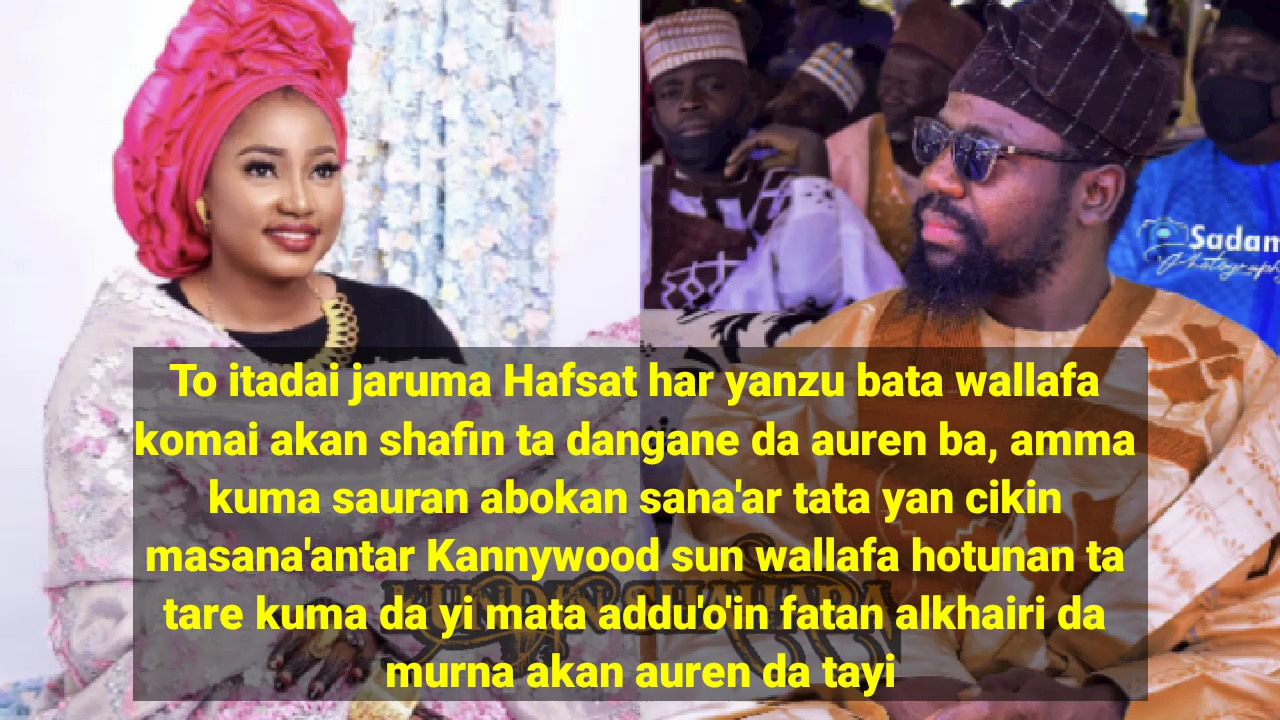 Sadam
Photography
To itadai jaruma Hafsat har yanzu bata wallafa
komai akan shafin ta dangane da auren ba, amma
kuma sauran abokan sana'ar tata yan cikin
masana'antar Kannywood sun wallafa hotunan ta
tare kuma da yi mata addu'o'in fatan alkhairi da
murna akan auren da tayi